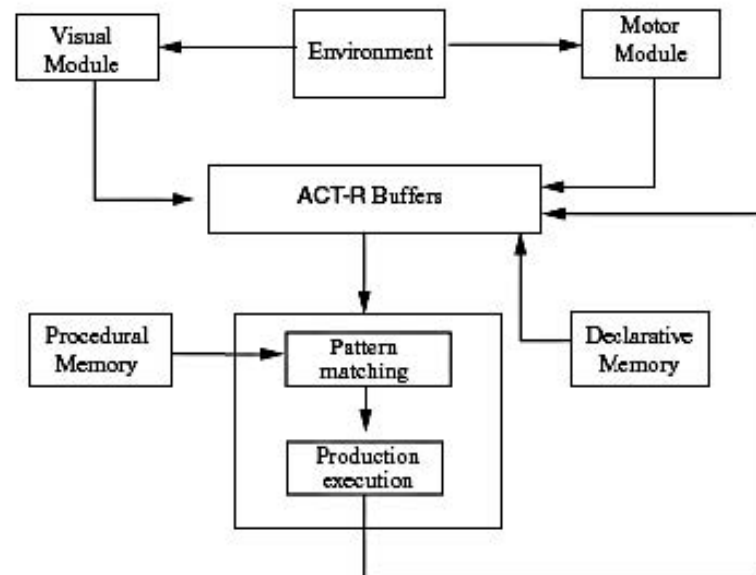 Visual
Module
Environment
Motor
Module
ACT-R Buffers
Procedural
Memory
Pattern
matching
Declarative
Memory
Production
execution